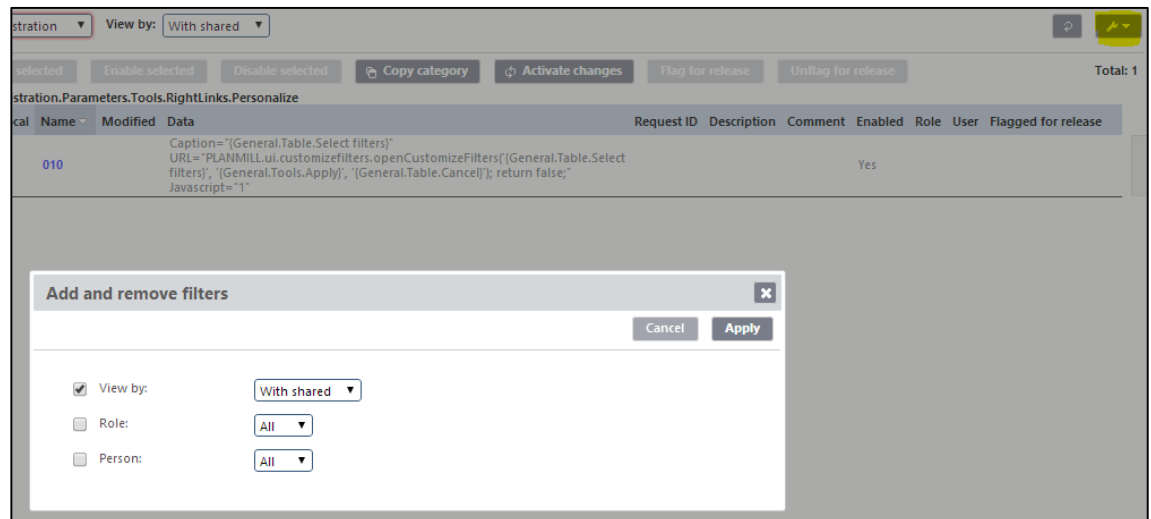 stration View by: With shared
selected Enable selected Disable selected Copy category Activate changes Flag for release Unflag for release Total: 1
stration.Parameters.Tools.RightLinks.Personalize
cal Name Modified Data Request ID Description Comment Enabled Role User Flagged for release
Caption="{General.Table.Select filters}"
URL="PLANMILL.ui.customizefilters.openCustomizeFilters('{General.Table.Select
010 filters}', '{General.Tools.Apply}', '{General.Table.Cancel}'); return false;" Yes
Javascript="1"
Add and remove filters
Cancel Apply
View by: With shared
Role: All
Person: All